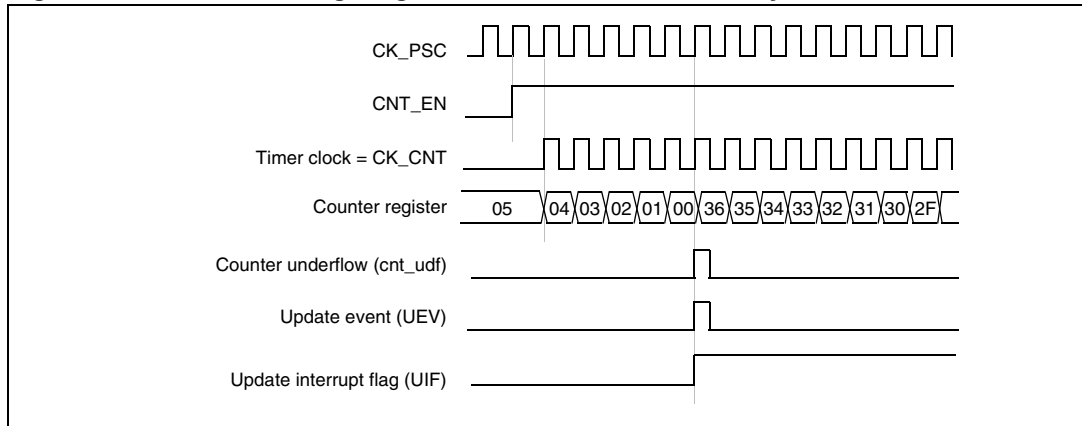 CK_PSC
CNT_EN
Timer clock = CK_CNT
Counter register 05 04 03 02 01 00 36 35 34 33 32 31 30 2F
Counter underflow (cnt_udf)
Update event (UEV)
Update interrupt flag (UIF)